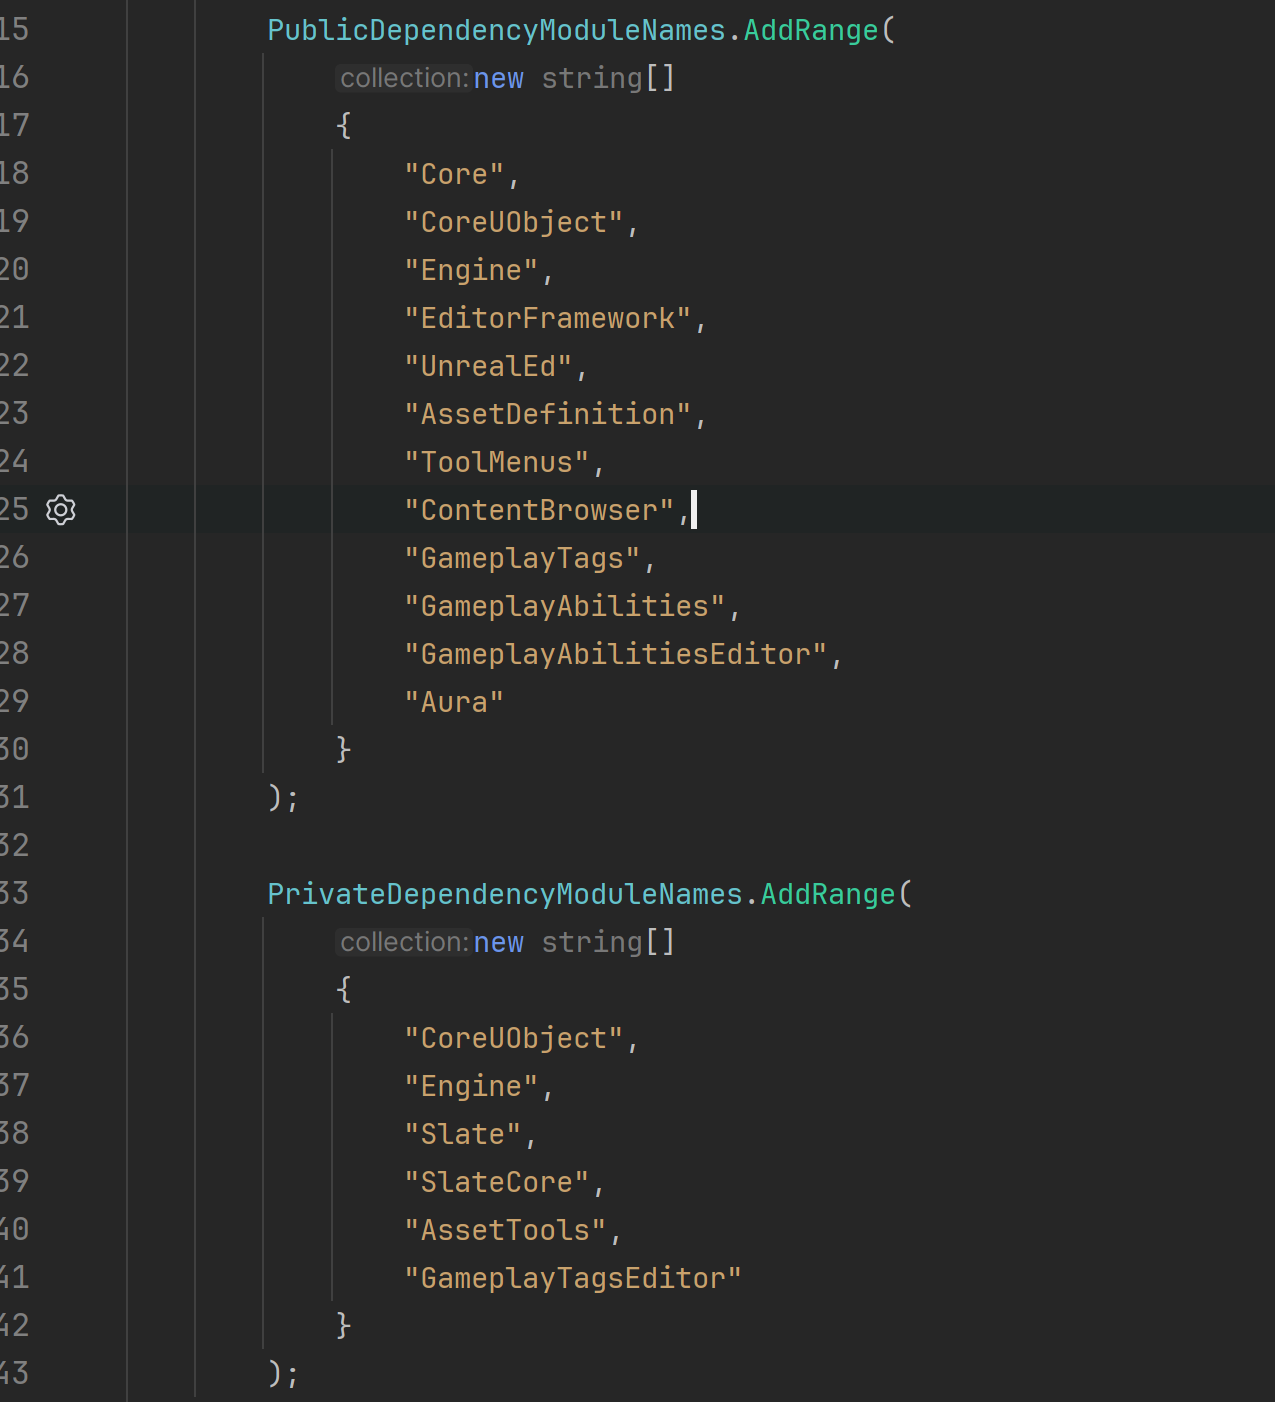 15 PublicDependencyModuleNames.AddRange(
16 collection: new string[]
17 {
18 "Core",
19 "CoreUObject",
20 "Engine",
21 "EditorFramework",
22 "UnrealEd",
23 "AssetDefinition",
24 "ToolMenus",
25 "ContentBrowser",
26 "GameplayTags",
27 "GameplayAbilities",
28 "GameplayAbilitiesEditor",
29 "Aura"
30 }
31 );
32
33 PrivateDependencyModuleNames.AddRange(
34 collection: new string[]
35 {
36 "CoreUObject",
37 "Engine",
38 "Slate",
39 "SlateCore",
40 "AssetTools",
41 "GameplayTagsEditor"
42 }
43 );